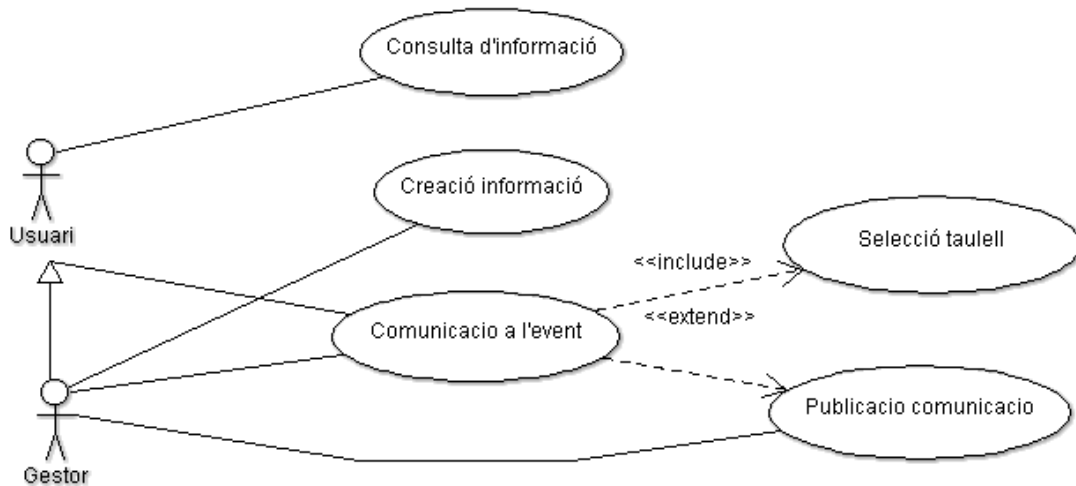 Consulta d'informació
Creació informació
Usuari
Selecció taulell
<<include>>
<<extend>>
Comunicacio a l'event
Publicacio comunicacio
Gestor